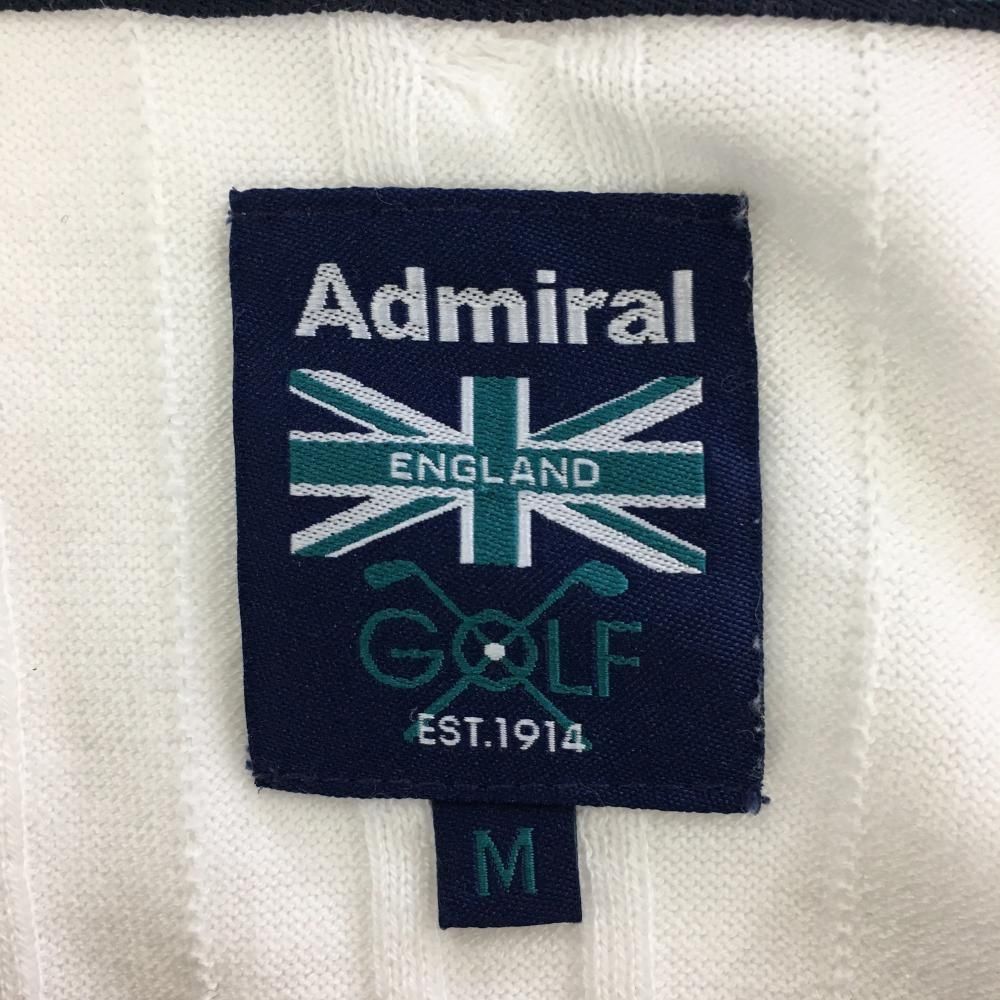 Admiral
ENGLAND
GOLF
EST.1914
M